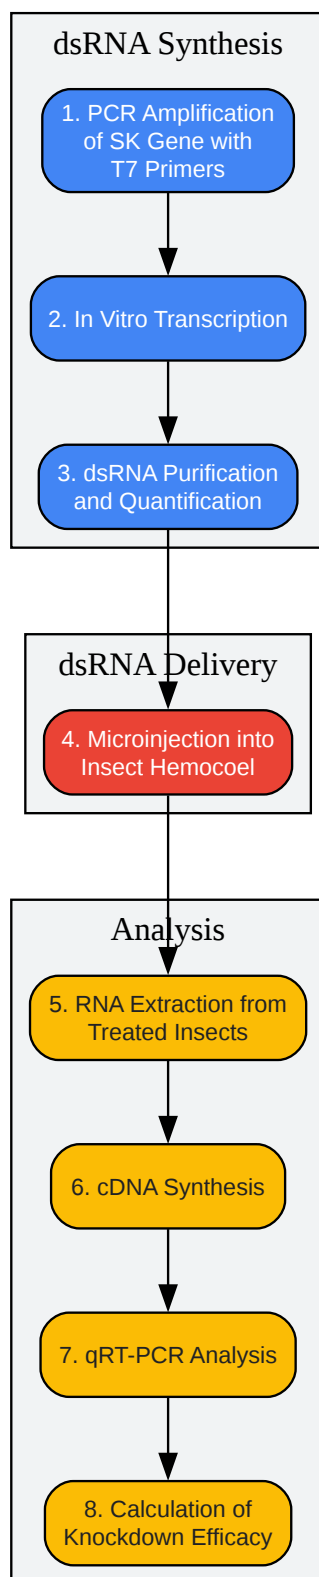 dsRNA Synthesis
1. PCR Amplification
of SK Gene with
T7 Primers
2. In Vitro Transcription
3. dsRNA Purification
and Quantification
dsRNA Delivery
4. Microinjection into
Insect Hemocoel
Analysis
5. RNA Extraction from
Treated Insects
6. cDNA Synthesis
7. qRT-PCR Analysis
8. Calculation of
Knockdown Efficacy